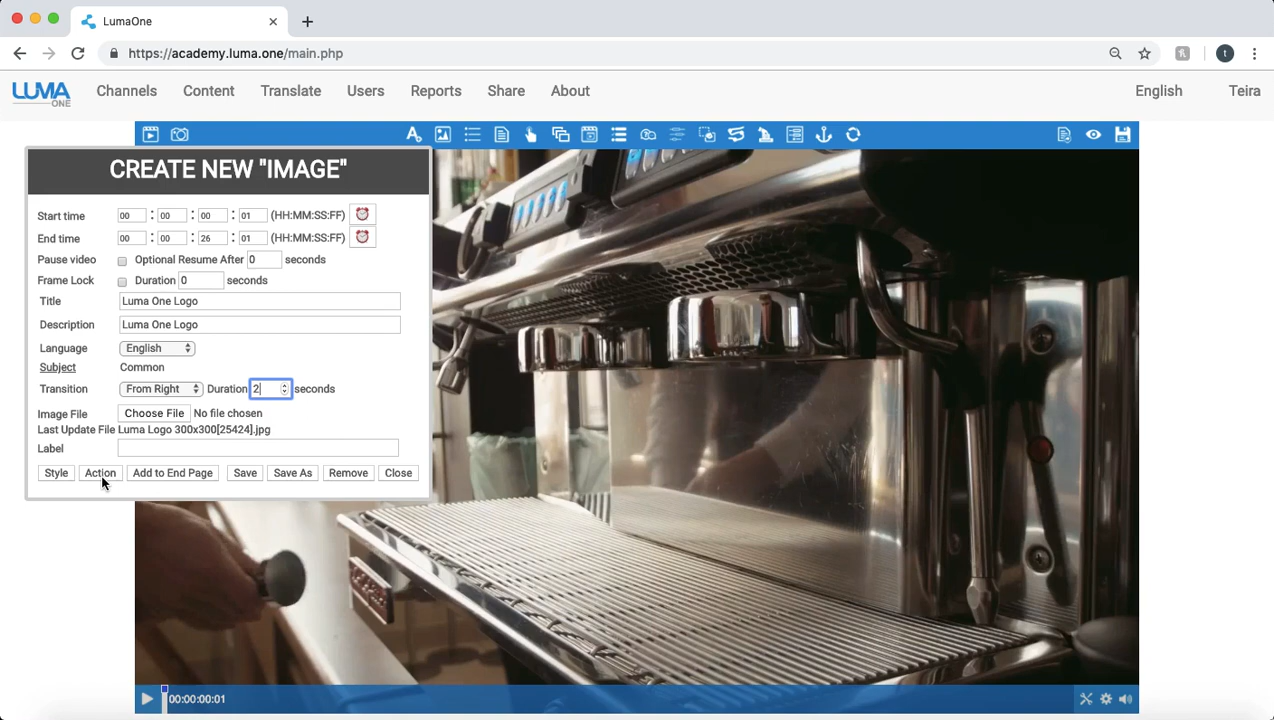 LumaOne
https://academy.luma.one/main.php
t
LUMA
ONE
Channels Content Translate Users Reports Share About English Teira
CREATE NEW "IMAGE"
Start time 00 : 00 : 00 : 01 (HH:MM:SS:FF)
End time 00 : 00 : 26 : 01 (HH:MM:SS:FF)
Pause video Optional Resume After 0 seconds
Frame Lock Duration 0 seconds
Title Luma One Logo
Description Luma One Logo
Language English
Subject Common
Transition From Right Duration 2 seconds
Image File Choose File No file chosen
Last Update File Luma Logo 300x300[25424].jpg
Label
Style Action Add to End Page Save Save As Remove Close
00:00:00:01